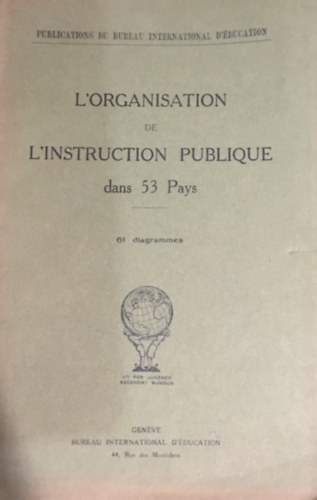 PUBLICATIONS DU BUREAU INTERNATIONAL D'ÉDUCATION
L'ORGANISATION
DE
L'INSTRUCTION PUBLIQUE
dans 53 Pays
61 diagrammes
GENÈVE
BUREAU INTERNATIONAL D'ÉDUCATION
44, Rue des Maraîchers